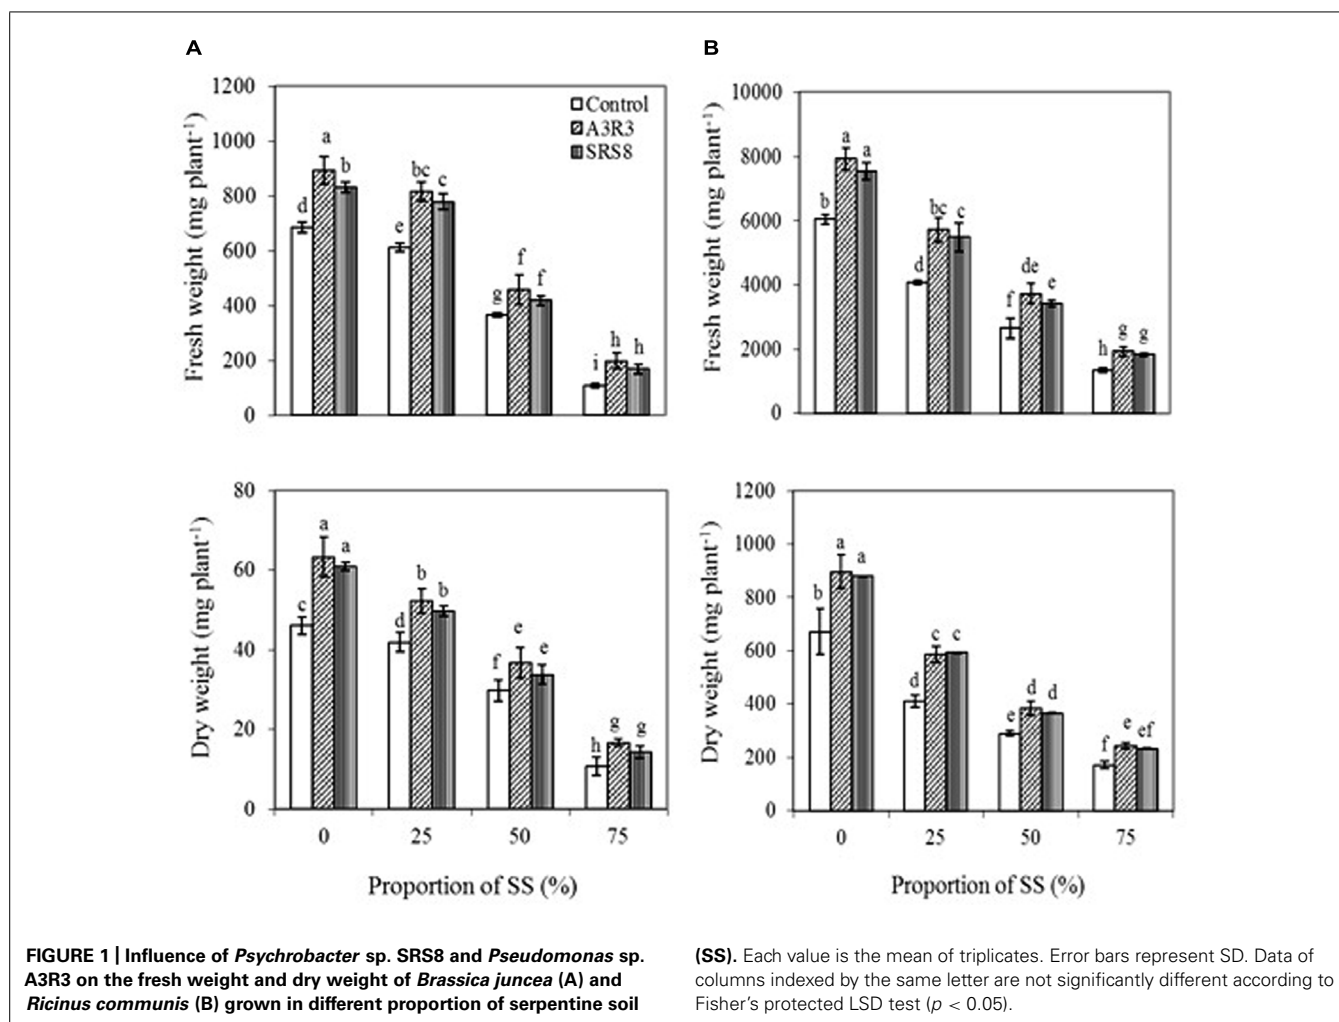 A
B
1200
1000
800
600
400
200
0
Fresh weight (mg plant⁻¹)
Control
A3R3
SRS8
d
a
b
e
bc
c
g
f
f
i
h
h
10000
8000
6000
4000
2000
0
Fresh weight (mg plant⁻¹)
b
a
a
d
bc
c
f
de
e
h
g
g
80
60
40
20
0
Dry weight (mg plant⁻¹)
c
a
a
d
b
b
f
e
e
h
g
g
0 25 50 75
Proportion of SS (%)
1200
1000
800
600
400
200
0
Dry weight (mg plant⁻¹)
b
a
a
d
c
c
e
d
d
f
e
ef
0 25 50 75
Proportion of SS (%)
FIGURE 1 | Influence of Psychrobacter sp. SRS8 and Pseudomonas sp.
A3R3 on the fresh weight and dry weight of Brassica juncea (A) and
Ricinus communis (B) grown in different proportion of serpentine soil
(SS). Each value is the mean of triplicates. Error bars represent SD. Data of
columns indexed by the same letter are not significantly different according to
Fisher's protected LSD test (p < 0.05).